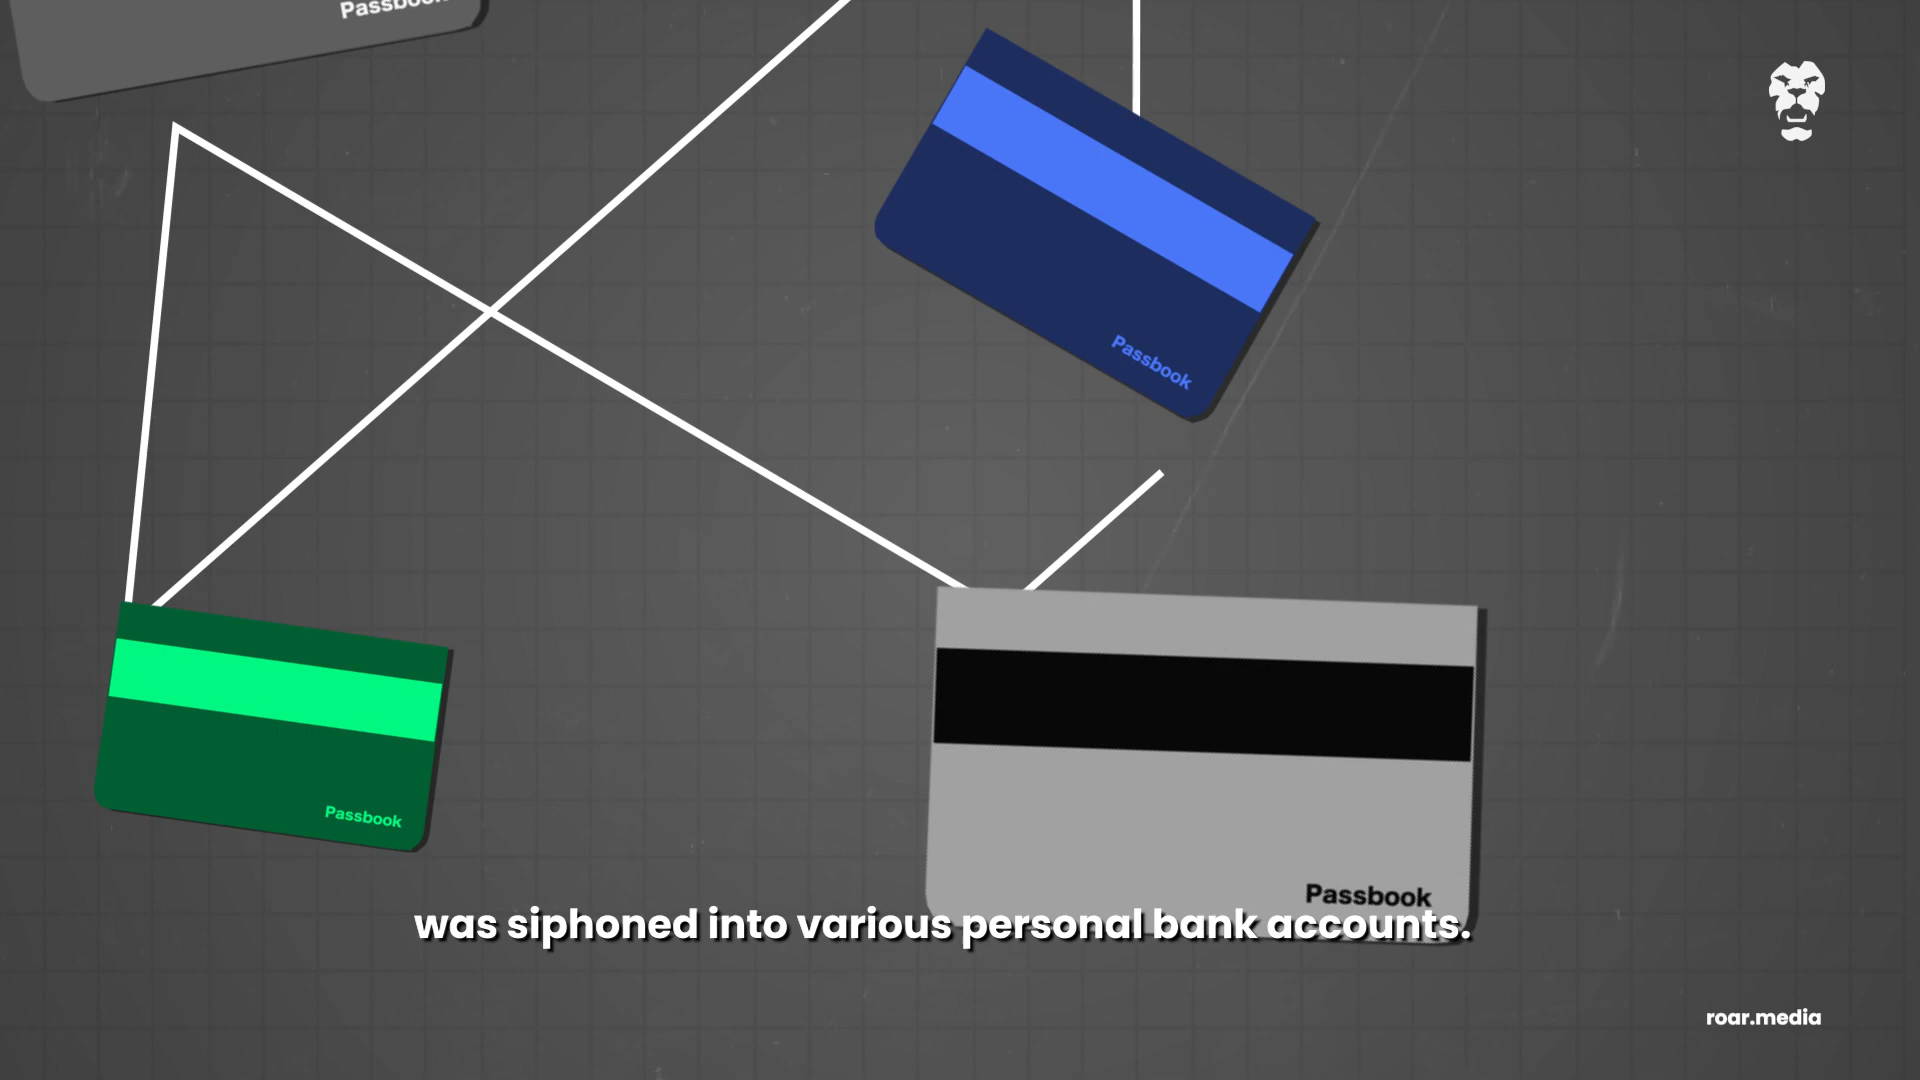 Passbook
Passbook
Passbook
Passbook
was siphoned into various personal bank accounts.
roar.media